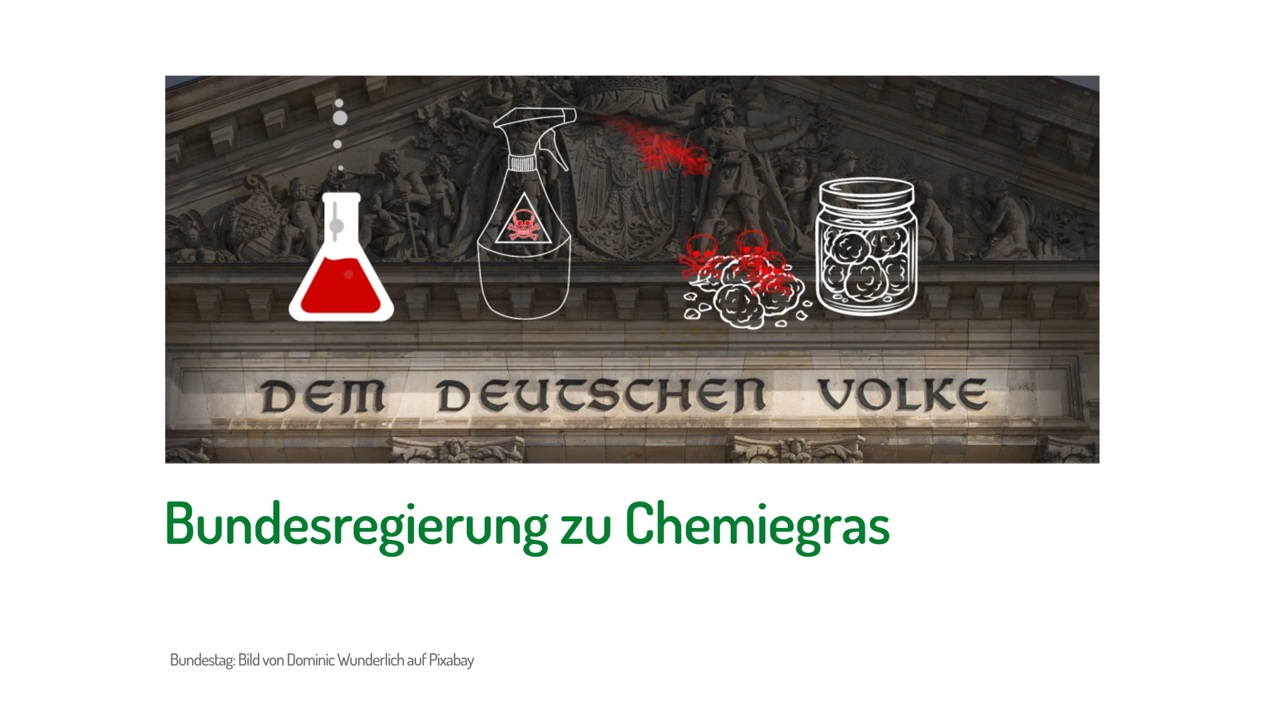 DEM DEUTSCHEN VOLKE
Bundesregierung zu Chemiegras
Bundestag: Bild von Dominic Wunderlich auf Pixabay